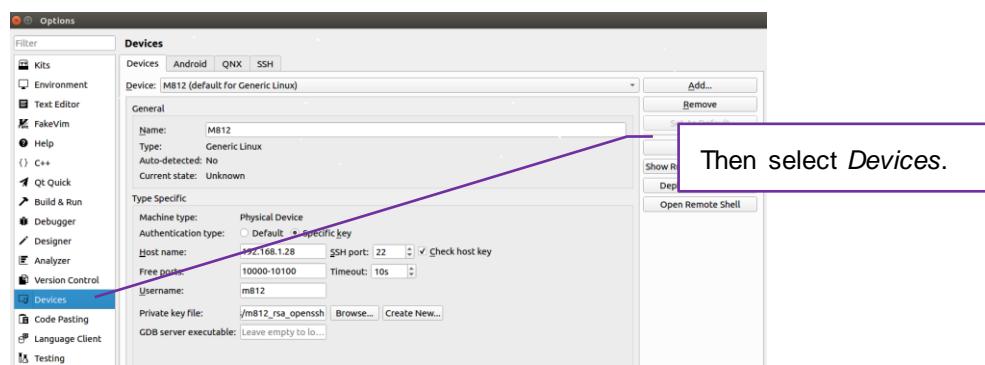 Options
Filter
Kits
Environment
Text Editor
FakeVim
Help
{} C++
Qt Quick
Build & Run
Debugger
Designer
Analyzer
Version Control
Devices
Code Pasting
Language Client
Testing
Devices
Devices Android QNX SSH
Device: M812 (default for Generic Linux)
General
Name: M812
Type: Generic Linux
Auto-detected: No
Current state: Unknown
Type Specific
Machine type: Physical Device
Authentication type: Default Specific key
Host name: 192.168.1.28 SSH port: 22 Check host key
Free ports: 10000-10100 Timeout: 10s
Username: m812
Private key file: /m812_rsa_openssh Browse... Create New...
GDB server executable: Leave empty to lo...
Add...
Remove
Show
Open Remote Shell
Then select Devices.